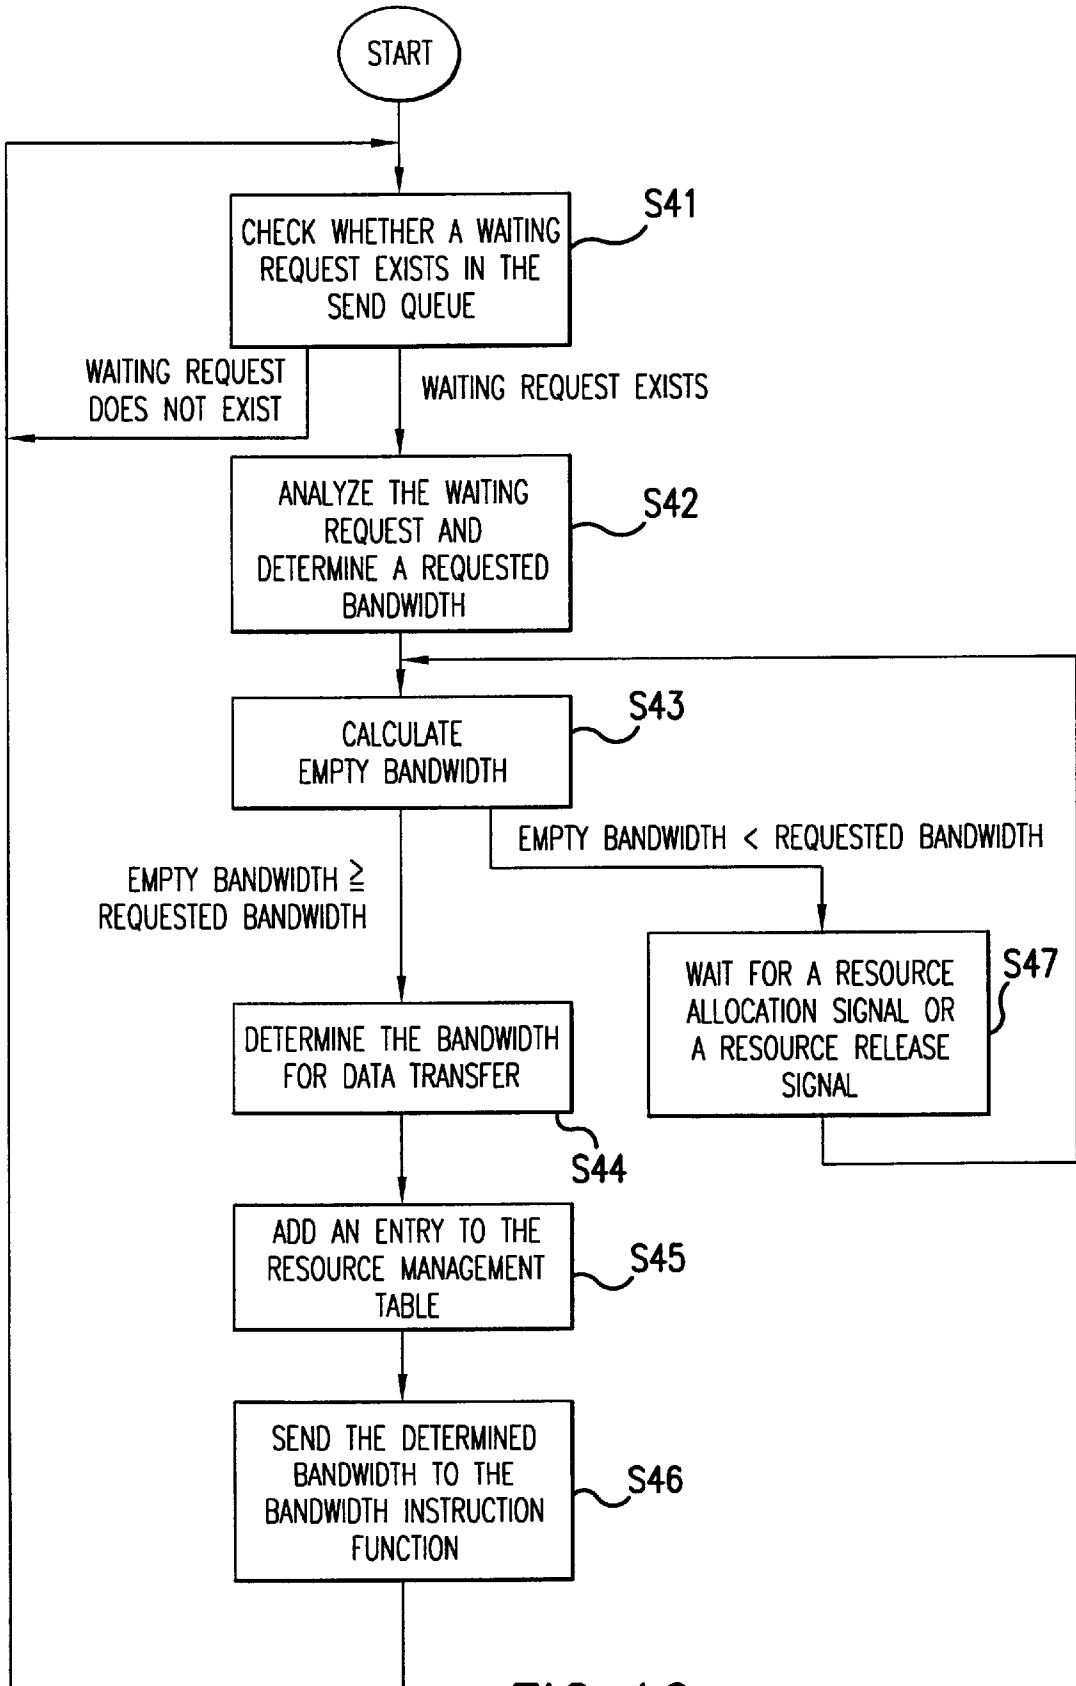 START
CHECK WHETHER A WAITING
REQUEST EXISTS IN THE
SEND QUEUE
S41
WAITING REQUEST
DOES NOT EXIST
WAITING REQUEST EXISTS
ANALYZE THE WAITING
REQUEST AND
DETERMINE A REQUESTED
BANDWIDTH
S42
CALCULATE
EMPTY BANDWIDTH
S43
EMPTY BANDWIDTH < REQUESTED BANDWIDTH
EMPTY BANDWIDTH ≧
REQUESTED BANDWIDTH
WAIT FOR A RESOURCE
ALLOCATION SIGNAL OR
A RESOURCE RELEASE
SIGNAL
S47
DETERMINE THE BANDWIDTH
FOR DATA TRANSFER
S44
ADD AN ENTRY TO THE
RESOURCE MANAGEMENT
TABLE
S45
SEND THE DETERMINED
BANDWIDTH TO THE
BANDWIDTH INSTRUCTION
FUNCTION
S46